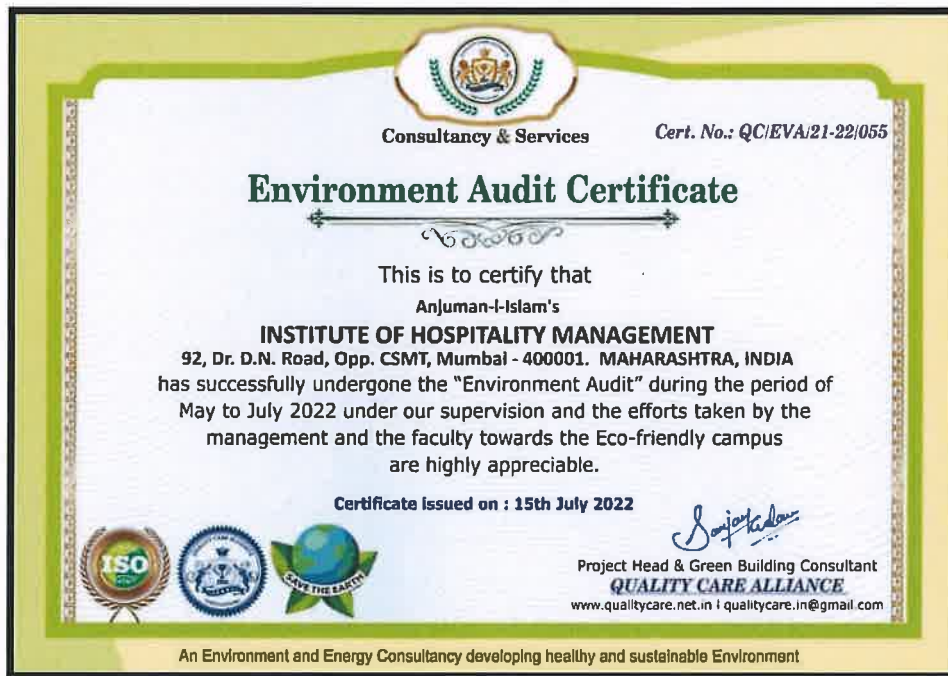 Consultancy & Services
Cert. No.: QC/EVA/21-22/055
Environment Audit Certificate
This is to certify that
Anjuman-i-Islam's
INSTITUTE OF HOSPITALITY MANAGEMENT
92, Dr. D.N. Road, Opp. CSMT, Mumbai - 400001. MAHARASHTRA, INDIA
has successfully undergone the "Environment Audit" during the period of
May to July 2022 under our supervision and the efforts taken by the
management and the faculty towards the Eco-friendly campus
are highly appreciable.
Certificate issued on : 15th July 2022
ISO
SAVE THE EARTH
Project Head & Green Building Consultant
QUALITY CARE ALLIANCE
www.qualitycare.net.in | qualitycare.in@gmail.com
An Environment and Energy Consultancy developing healthy and sustainable Environment